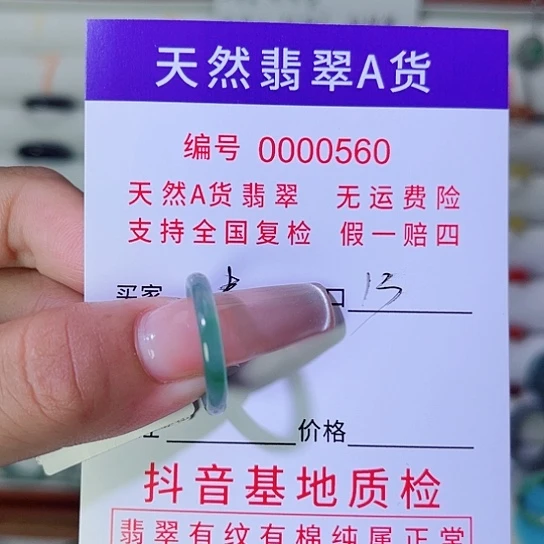 天然翡翠A货
编号 0000560
天然A货翡翠 无运费险
支持全国复检 假一赔四
买家 口 13
价格
抖音基地质检
翡翠有纹有棉纯属正常